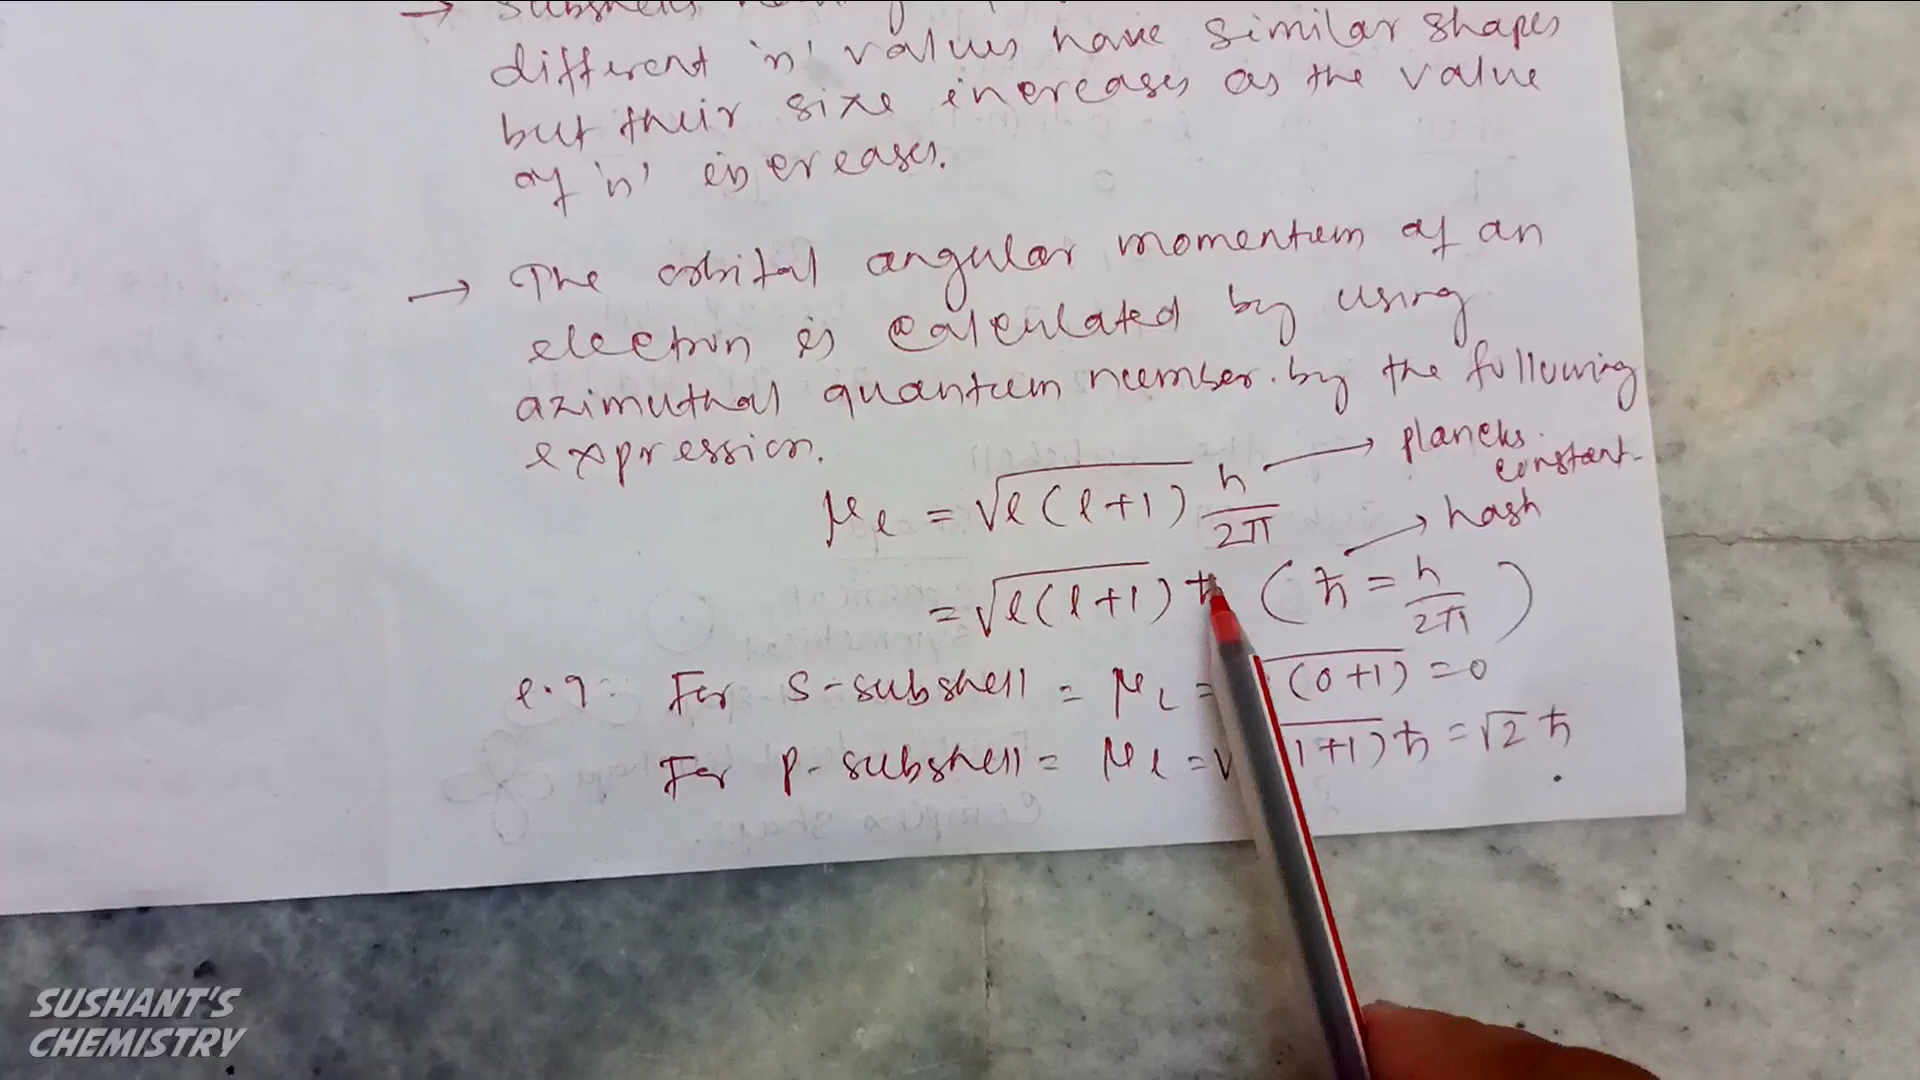 → Subshells
different 'n' values have similar shapes
but their size increases as the value
of 'n' increases.
→ The orbital angular momentum of an
electron is calculated by using
azimuthal quantum number. by the following
expression.
μℓ = √ℓ(ℓ+1) h/2π → plancks constant
= √ℓ(ℓ+1) ħ (ħ = h/2π) → hash
e.g. For s-subshell = μL = (0+1) = 0
For p-subshell = μℓ = √ 1+1) ħ = √2 ħ
SUSHANT'S
CHEMISTRY